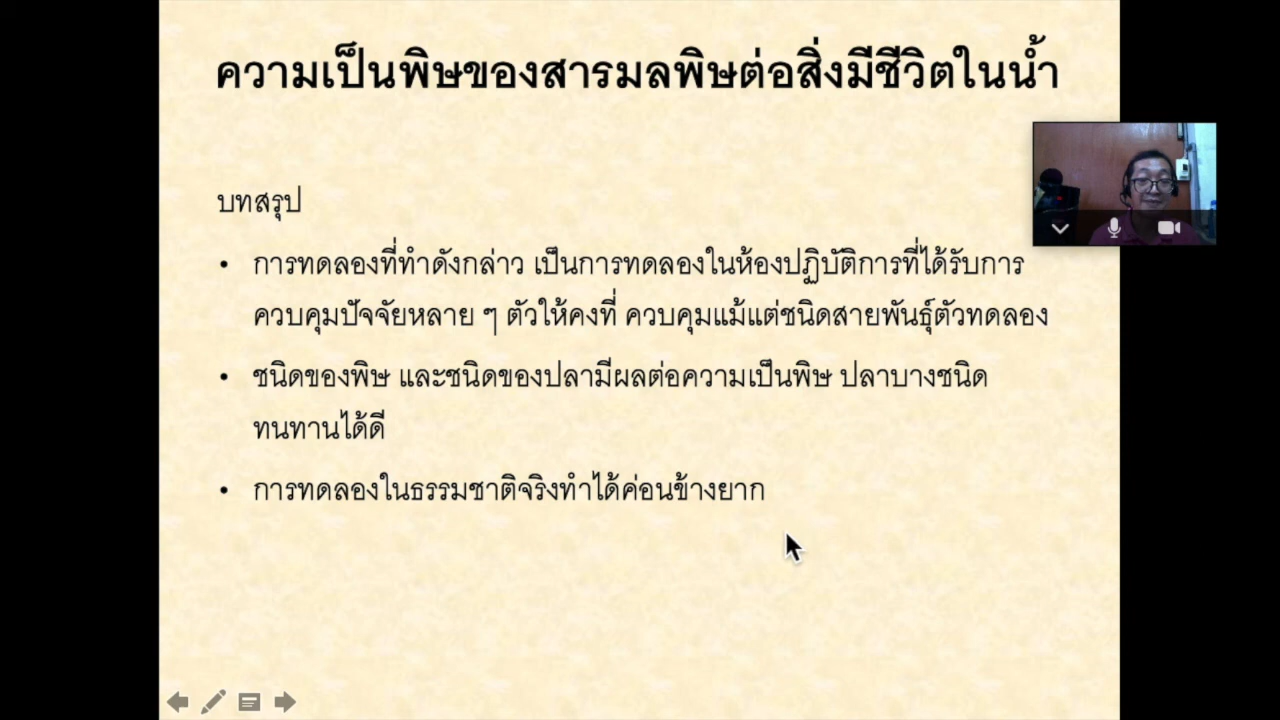 ความเป็นพิษของสารมลพิษต่อสิ่งมีชีวิตในน้ำ
บทสรุป
• การทดลองที่ทำดังกล่าว เป็นการทดลองในห้องปฏิบัติการที่ได้รับการ
ควบคุมปัจจัยหลาย ๆ ตัวให้คงที่ ควบคุมแม้แต่ชนิดสายพันธุ์ตัวทดลอง
• ชนิดของพิษ และชนิดของปลามีผลต่อความเป็นพิษ ปลาบางชนิด
ทนทานได้ดี
• การทดลองในธรรมชาติจริงทำได้ค่อนข้างยาก